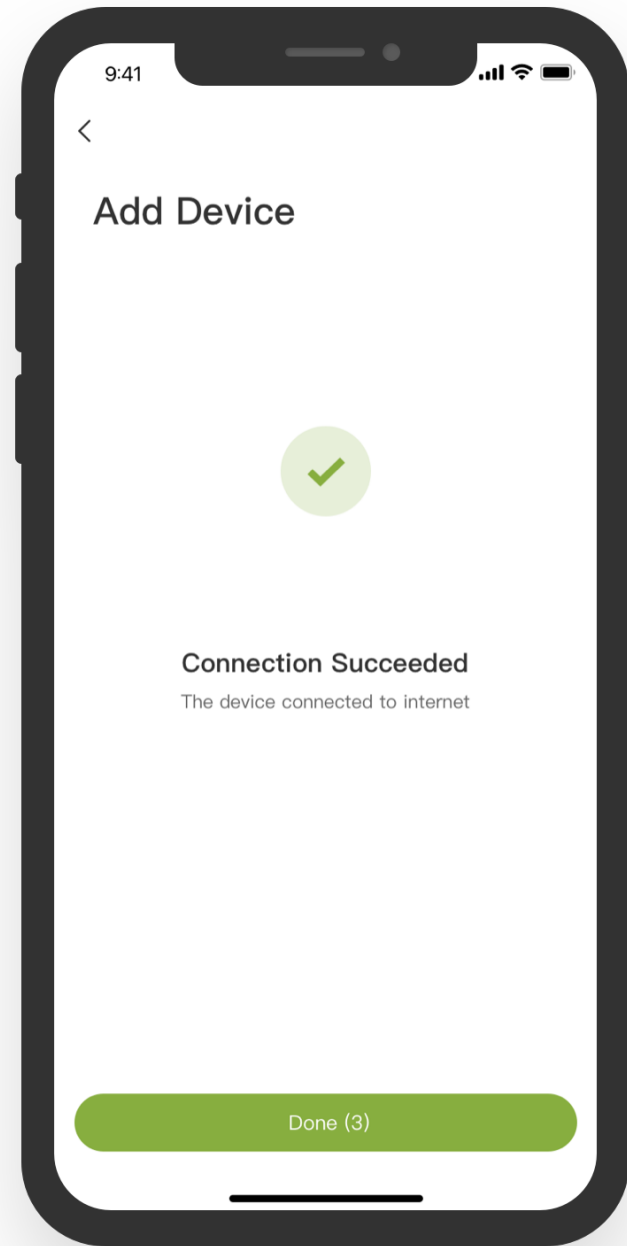 9:41
Add Device
Connection Succeeded
The device connected to internet
Done (3)